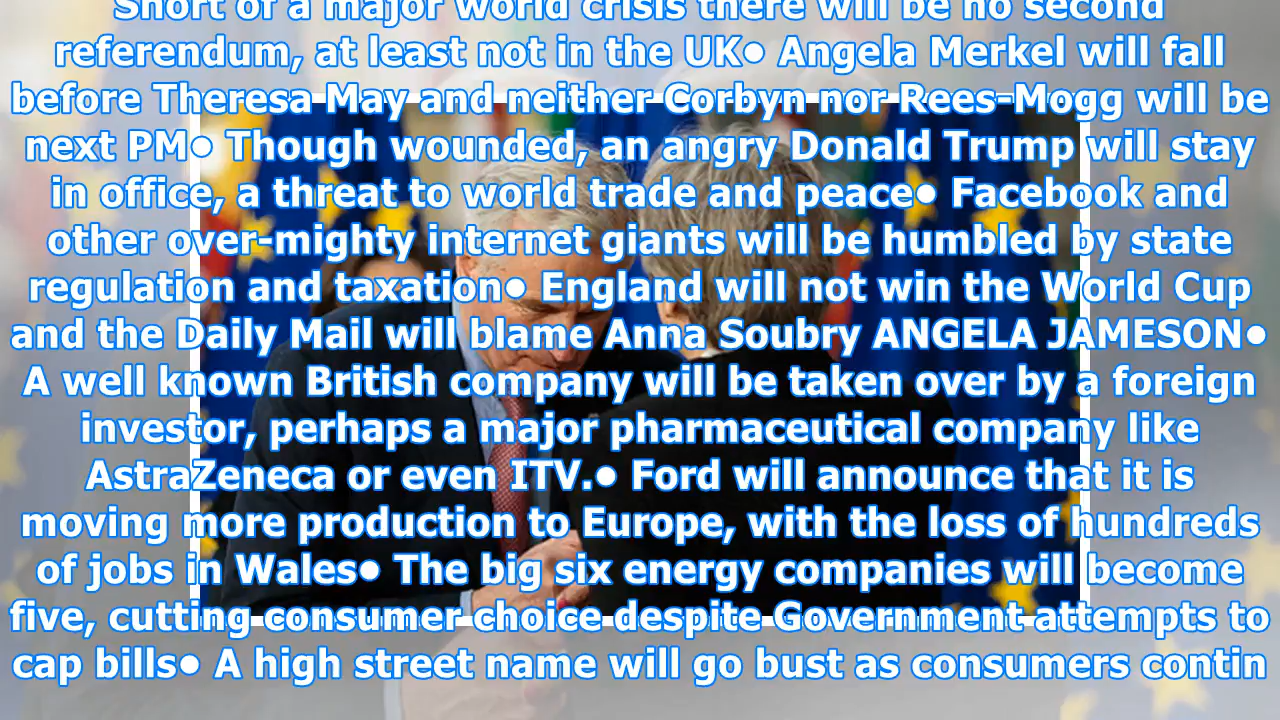 Short of a major world crisis there will be no second
referendum, at least not in the UK● Angela Merkel will fall
before Theresa May and neither Corbyn nor Rees-Mogg will be
next PM● Though wounded, an angry Donald Trump will stay
in office, a threat to world trade and peace● Facebook and
other over-mighty internet giants will be humbled by state
regulation and taxation● England will not win the World Cup
and the Daily Mail will blame Anna Soubry ANGELA JAMESON●
A well known British company will be taken over by a foreign
investor, perhaps a major pharmaceutical company like
AstraZeneca or even ITV.● Ford will announce that it is
moving more production to Europe, with the loss of hundreds
of jobs in Wales● The big six energy companies will become
five, cutting consumer choice despite Government attempts to
cap bills● A high street name will go bust as consumers contin